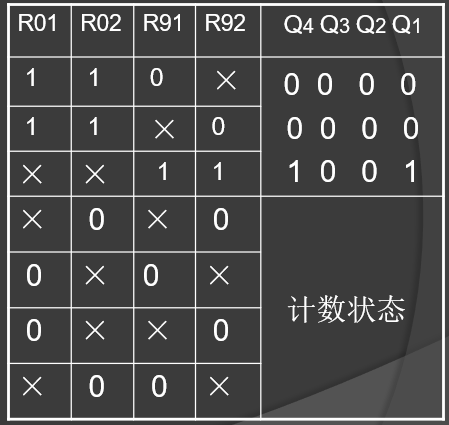 R01 R02 R91 R92 Q4 Q3 Q2 Q1
1 1 0 × 0 0 0 0
1 1 × 0 0 0 0 0
× × 1 1 1 0 0 1
× 0 × 0
0 × 0 ×
计数状态
0 × × 0
× 0 0 ×